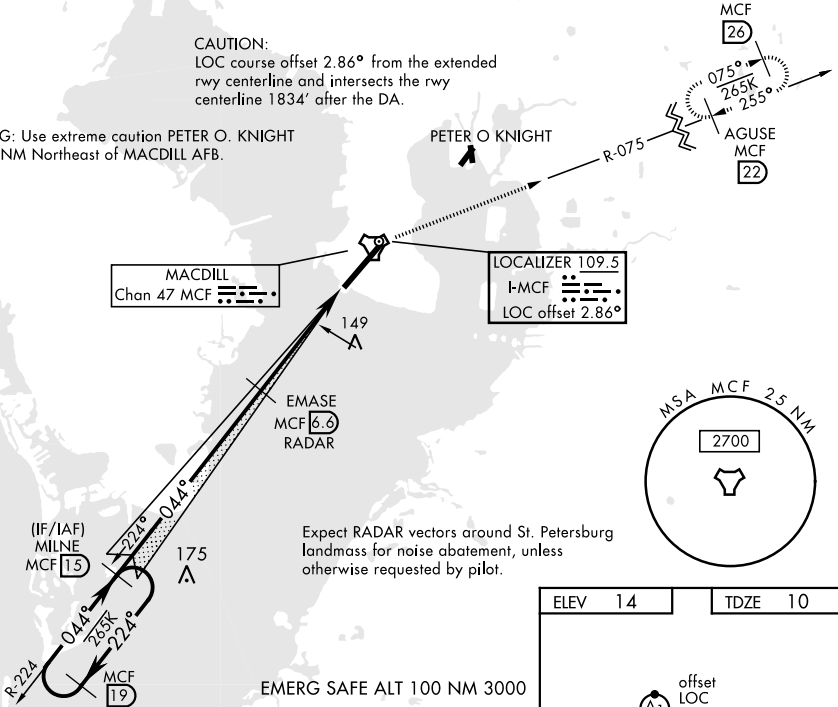 MCF
26
CAUTION:
LOC course offset 2.86° from the extended
rwy centerline and intersects the rwy
centerline 1834' after the DA.
075°
265K
255°
G: Use extreme caution PETER O. KNIGHT
NM Northeast of MACDILL AFB.
PETER O KNIGHT
R-075
AGUSE
MCF
22
MACDILL
Chan 47 MCF
LOCALIZER 109.5
I-MCF
LOC offset 2.86°
149
EMASE
MCF 6.6
RADAR
MSA MCF 25 NM
2700
044°
224°
(IF/IAF)
MILNE
MCF 15
175
Expect RADAR vectors around St. Petersburg
landmass for noise abatement, unless
otherwise requested by pilot.
044°
265K
224°
R-224
MCF
19
EMERG SAFE ALT 100 NM 3000
ELEV 14
TDZE 10
offset
LOC